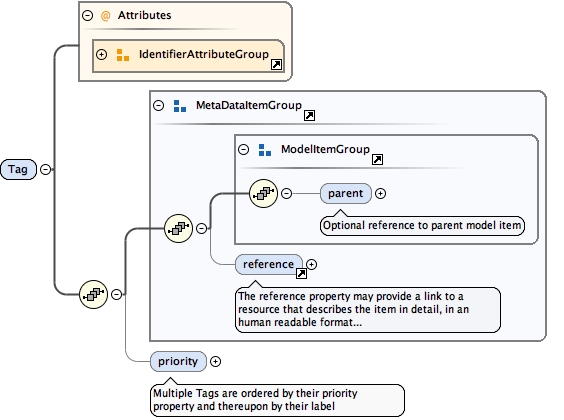 Attributes
IdentifierAttributeGroup
MetaDataItemGroup
ModelItemGroup
Tag
parent
Optional reference to parent model item
reference
The reference property may provide a link to a
resource that describes the item in detail, in an
human readable format...
priority
Multiple Tags are ordered by their priority
property and thereupon by their label